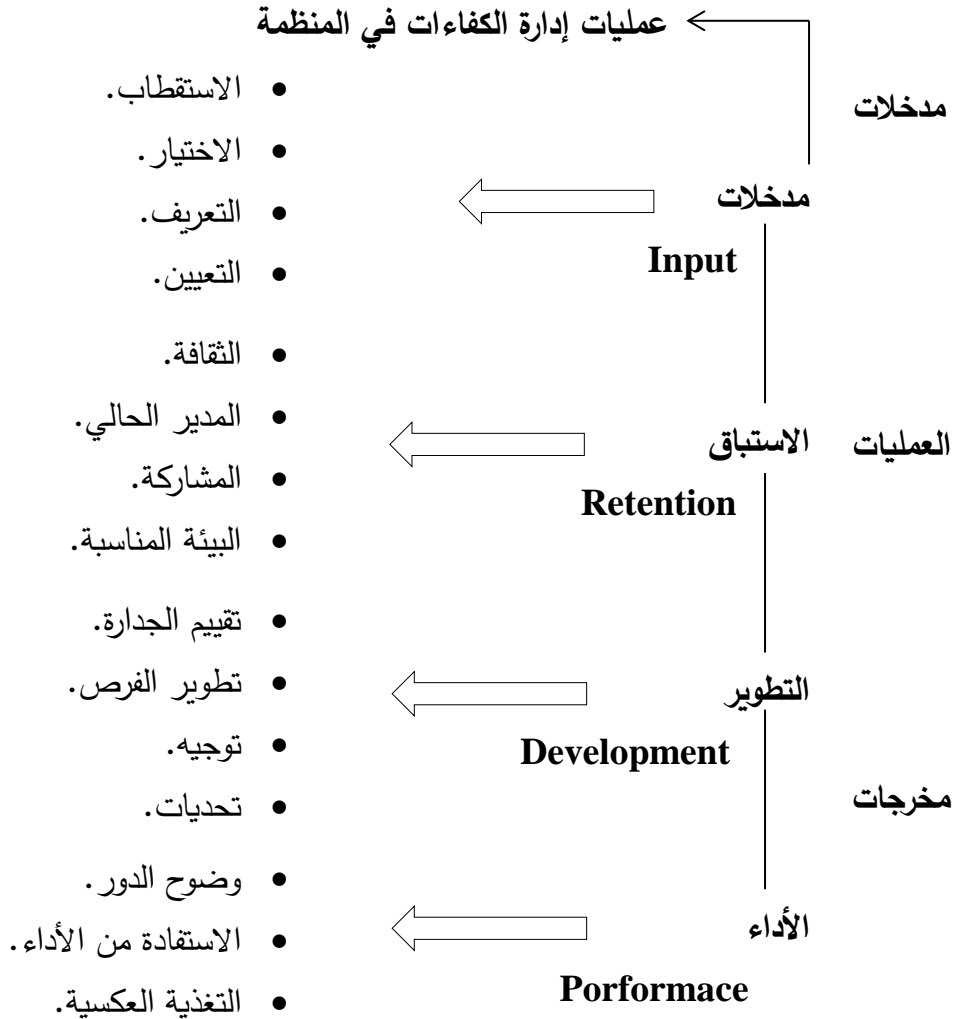 عمليات إدارة الكفاءات في المنظمة
مدخلات
مدخلات
Input
• الاستقطاب.
• الاختيار.
• التعريف.
• التعيين.
العمليات
الاستباق
Retention
• الثقافة.
• المدير الحالي.
• المشاركة.
• البيئة المناسبة.
التطوير
Development
• تقييم الجدارة.
• تطوير الفرص.
• توجيه.
• تحديات.
مخرجات
الأداء
Porformace
• وضوح الدور.
• الاستفادة من الأداء.
• التغذية العكسية.